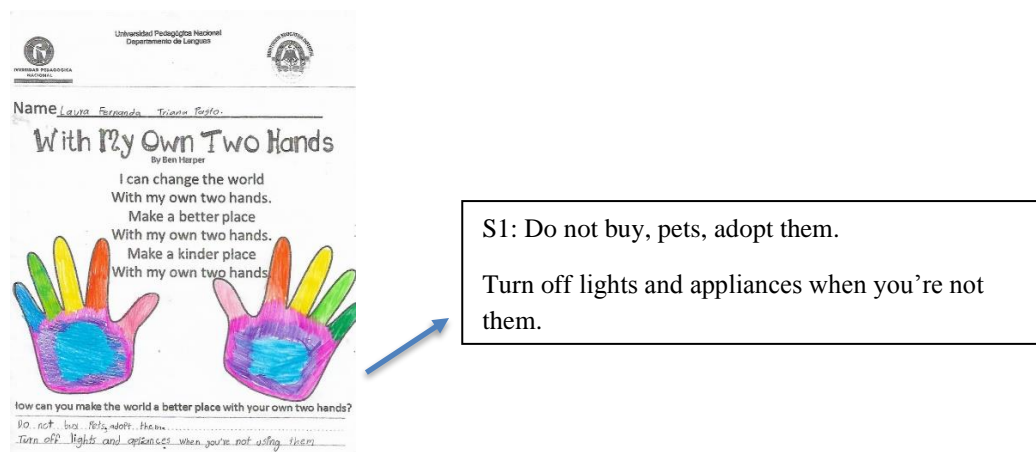 Universidad Pedagógica Nacional
Departamento de Lenguas
UNIVERSIDAD PEDAGOGICA
NACIONAL
Name Laura Fernanda Triana
With My Own Two Hands
By Ben Harper
I can change the world
With my own two hands.
Make a better place
With my own two hands.
Make a kinder place
With my own two hands.
How can you make the world a better place with your own two hands?
Do not buy Pets, adopt them.
Turn off lights and apliances when you're not using them
S1: Do not buy, pets, adopt them.
Turn off lights and appliances when you’re not
them.